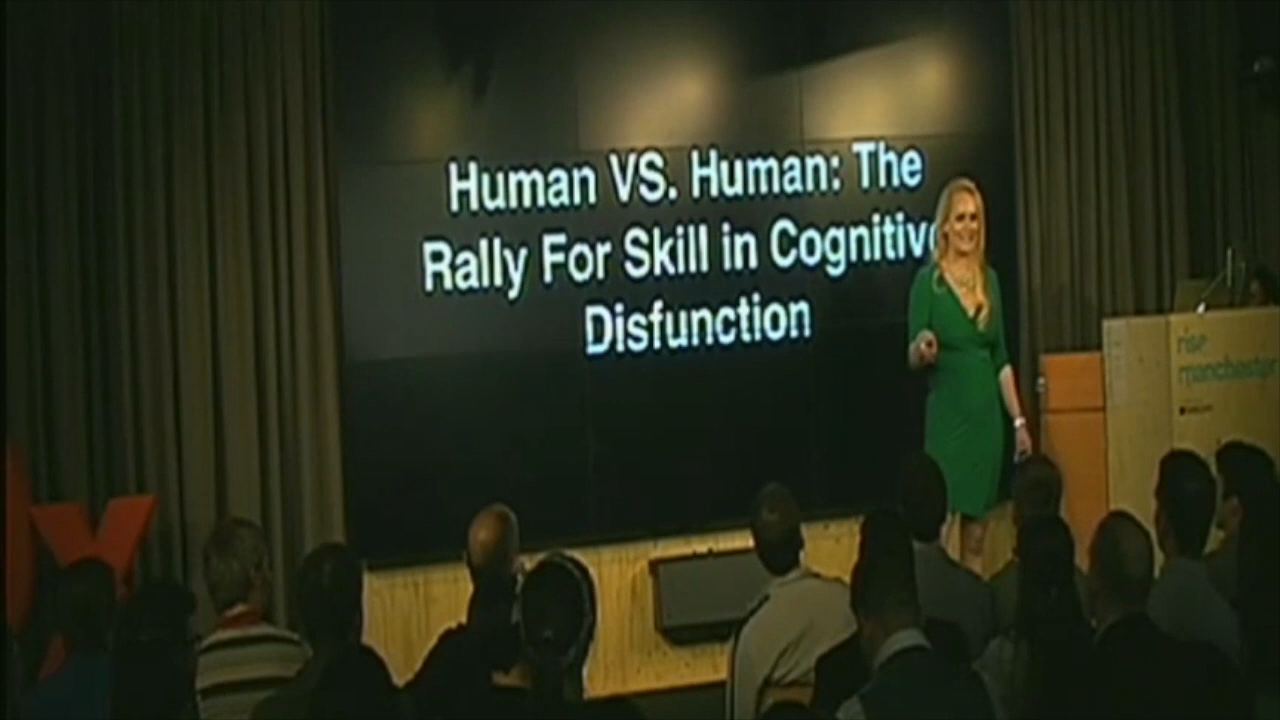 Human VS. Human: The
Rally For Skill in Cognitive
Disfunction
rise
manchester